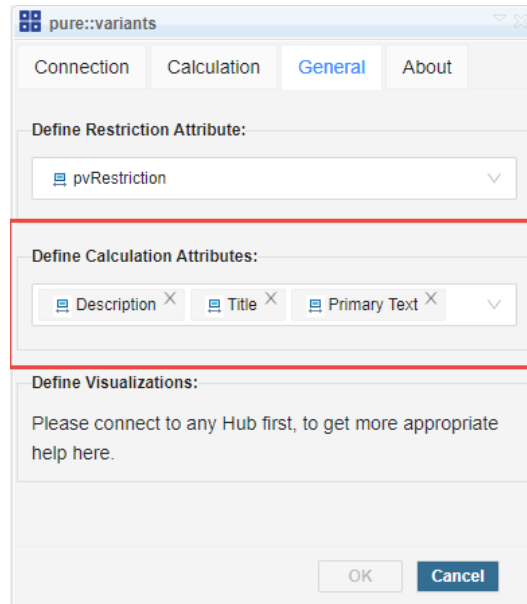 pure::variants
Connection Calculation General About
Define Restriction Attribute:
pvRestriction
Define Calculation Attributes:
Description Title Primary Text
Define Visualizations:
Please connect to any Hub first, to get more appropriate
help here.
OK Cancel